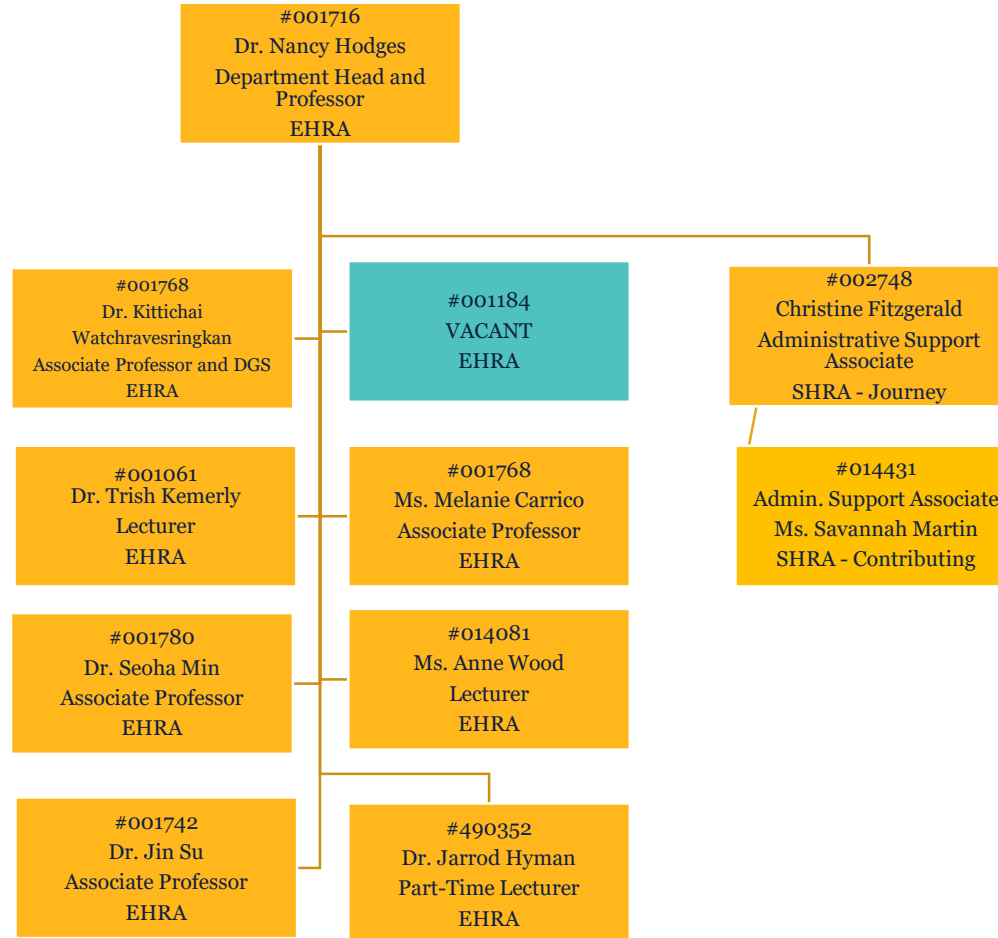 #001716
Dr. Nancy Hodges
Department Head and
Professor
EHRA
#001768
Dr. Kittichai
Watchravesringkan
Associate Professor and DGS
EHRA
#001184
VACANT
EHRA
#002748
Christine Fitzgerald
Administrative Support
Associate
SHRA - Journey
#001061
Dr. Trish Kemerly
Lecturer
EHRA
#001768
Ms. Melanie Carrico
Associate Professor
EHRA
#014431
Admin. Support Associate
Ms. Savannah Martin
SHRA - Contributing
#001780
Dr. Seoha Min
Associate Professor
EHRA
#014081
Ms. Anne Wood
Lecturer
EHRA
#001742
Dr. Jin Su
Associate Professor
EHRA
#490352
Dr. Jarrod Hyman
Part-Time Lecturer
EHRA